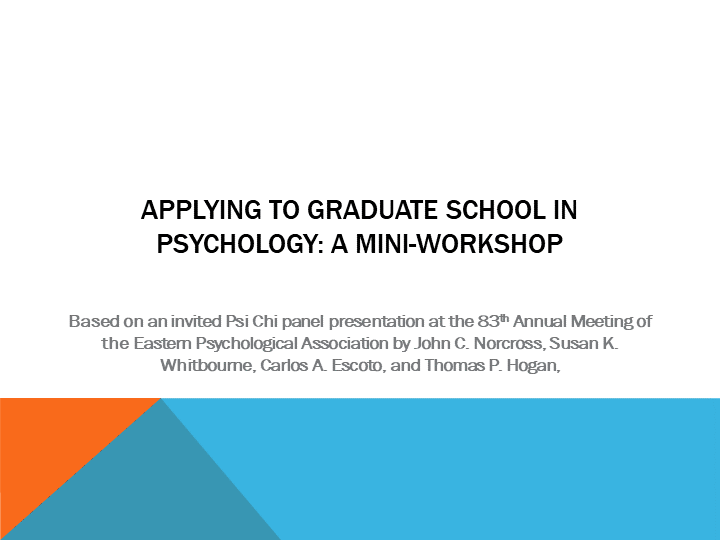 APPLYING TO GRADUATE SCHOOL IN
PSYCHOLOGY: A MINI-WORKSHOP
Based on an invited Psi Chi panel presentation at the 83th Annual Meeting of
the Eastern Psychological Association by John C. Norcross, Susan K.
Whitbourne, Carlos A. Escoto, and Thomas P. Hogan,